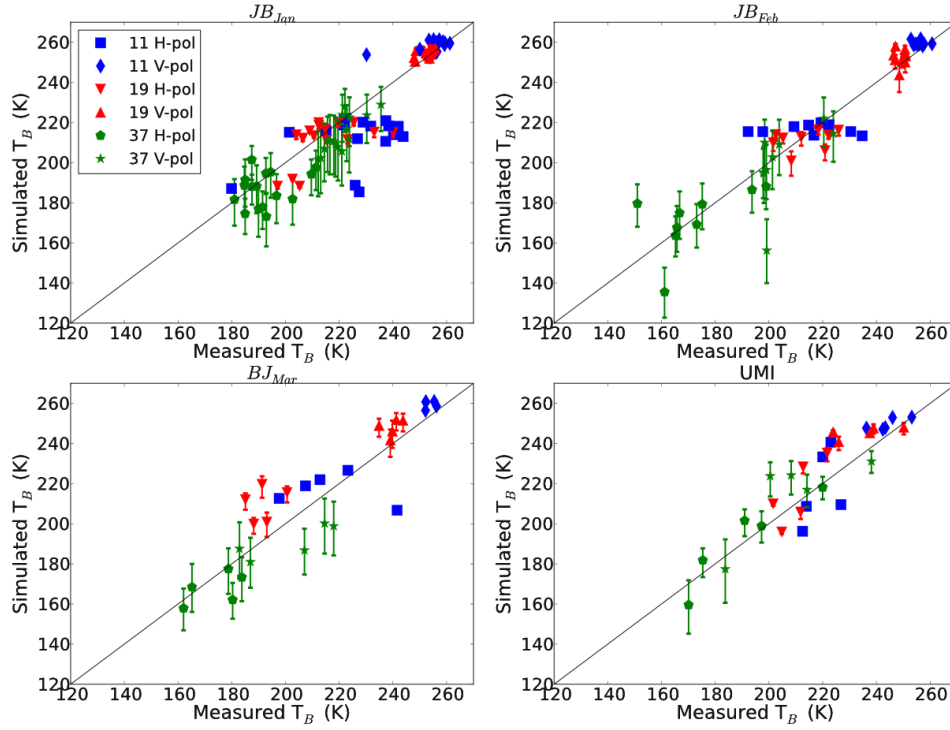 JB_Jan
Simulated T_B (K)
260
240
220
200
180
160
140
120
11 H-pol
11 V-pol
19 H-pol
19 V-pol
37 H-pol
37 V-pol
120 140 160 180 200 220 240 260
Measured T_B (K)
JB_Feb
Simulated T_B (K)
260
240
220
200
180
160
140
120
120 140 160 180 200 220 240 260
Measured T_B (K)
BJ_Mar
Simulated T_B (K)
260
240
220
200
180
160
140
120
120 140 160 180 200 220 240 260
Measured T_B (K)
UMI
Simulated T_B (K)
260
240
220
200
180
160
140
120
120 140 160 180 200 220 240 260
Measured T_B (K)